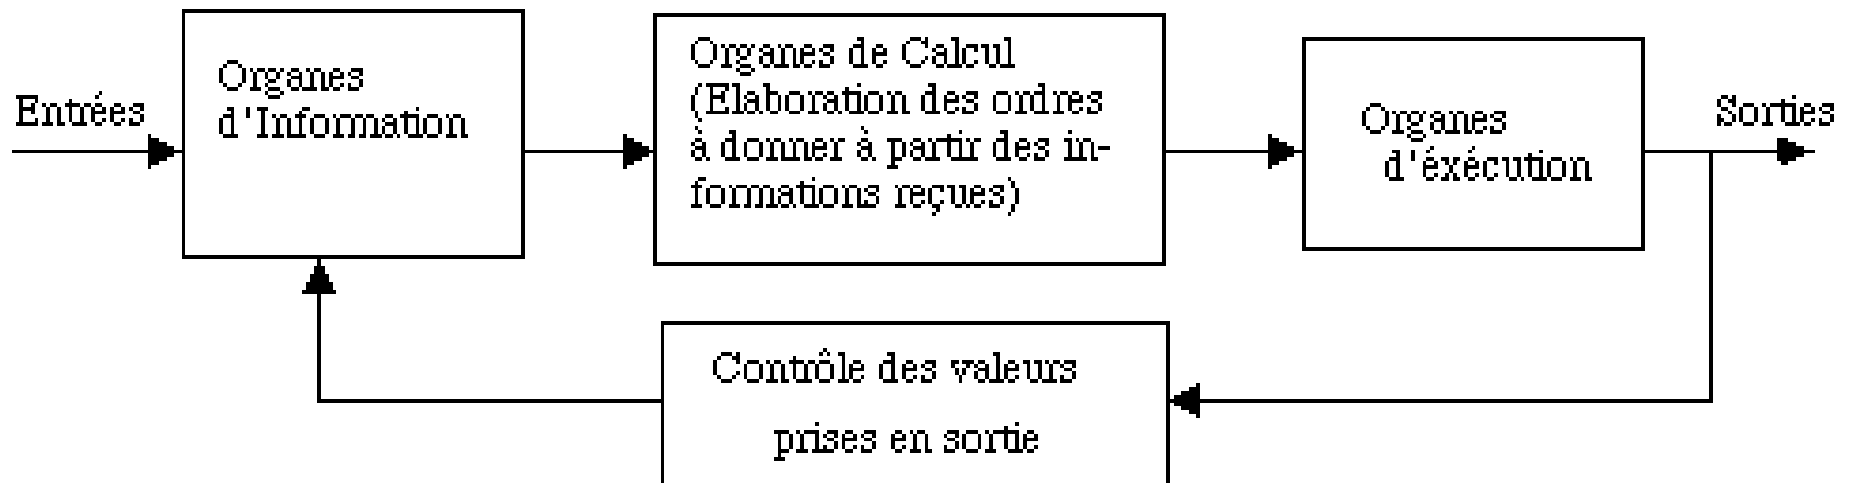 Entrées
Organes
d'Information
Organes de Calcul
(Elaboration des ordres
à donner à partir des in-
formations reçues)
Organes
d'éxécution
Sorties
Contrôle des valeurs
prises en sortie